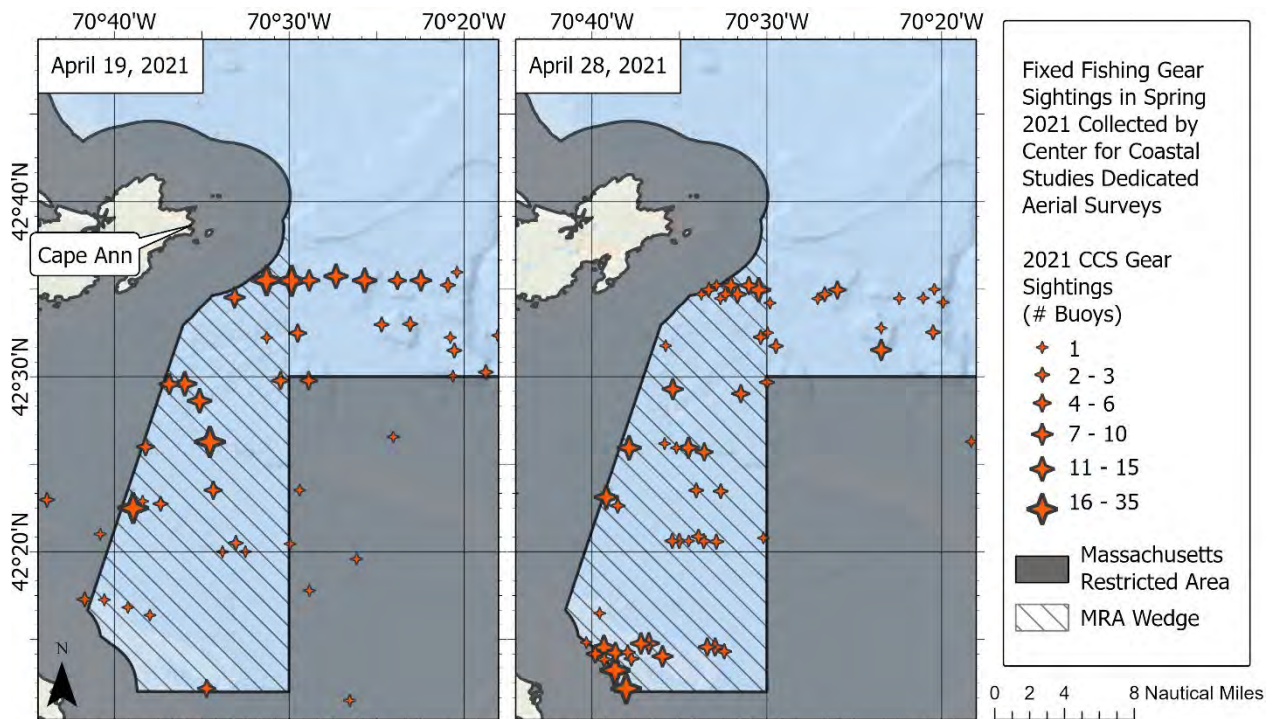 70°40'W 70°30'W 70°20'W 70°40'W 70°30'W 70°20'W
April 19, 2021
April 28, 2021
42°40'N
Cape Ann
42°30'N
42°20'N
N
Fixed Fishing Gear
Sightings in Spring
2021 Collected by
Center for Coastal
Studies Dedicated
Aerial Surveys
2021 CCS Gear
Sightings
(# Buoys)
1
2 - 3
4 - 6
7 - 10
11 - 15
16 - 35
Massachusetts
Restricted Area
MRA Wedge
0 2 4 8 Nautical Miles